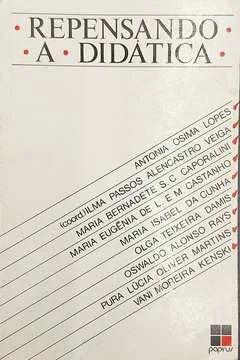 REPENSANDO
• A • DIDÁTICA •
ANTONIA OSIMA LOPES
(coord) ILMA PASSOS ALENCASTRO VEIGA
MARIA BERNADETE S. C. CAPORALINI
MARIA EUGÊNIA DE L. E M. CASTANHO
MARIA ISABEL DA CUNHA
OLGA TEIXEIRA DAMIS
OSWALDO ALONSO RAYS
PURA LÚCIA OLIVER MARTINS
VANI MOREIRA KENSKI
papirus